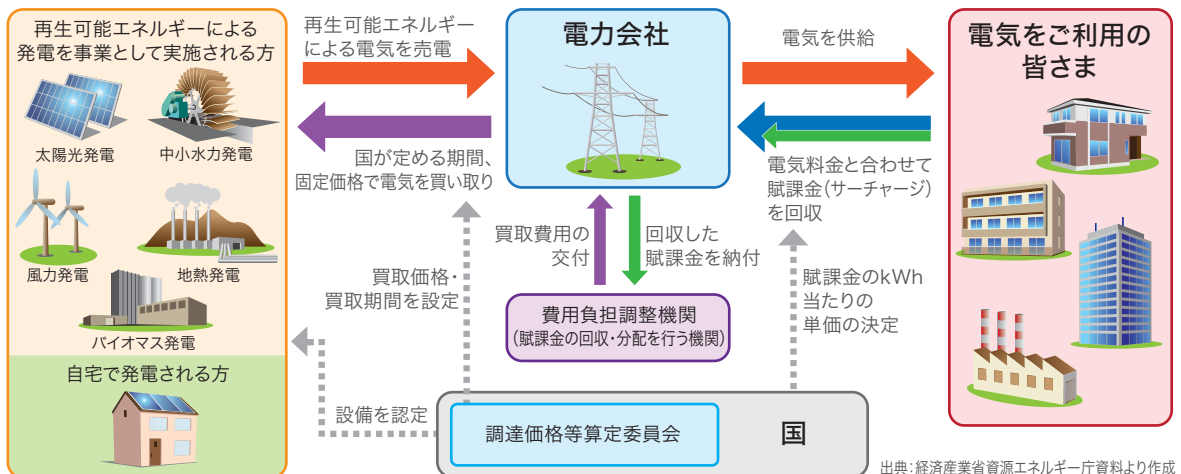 再生可能エネルギーによる
発電を事業として実施される方
太陽光発電
中小水力発電
風力発電
地熱発電
バイオマス発電
自宅で発電される方
再生可能エネルギー
による電気を売電
国が定める期間、
固定価格で電気を買い取り
買取価格・
買取期間を設定
設備を認定
電力会社
買取費用の
交付
回収した
賦課金を納付
費用負担調整機関
(賦課金の回収・分配を行う機関)
調達価格等算定委員会
国
電気を供給
電気料金と合わせて
賦課金(サーチャージ)
を回収
賦課金のkWh
当たりの
単価の決定
電気をご利用の
皆さま
出典:経済産業省資源エネルギー庁資料より作成